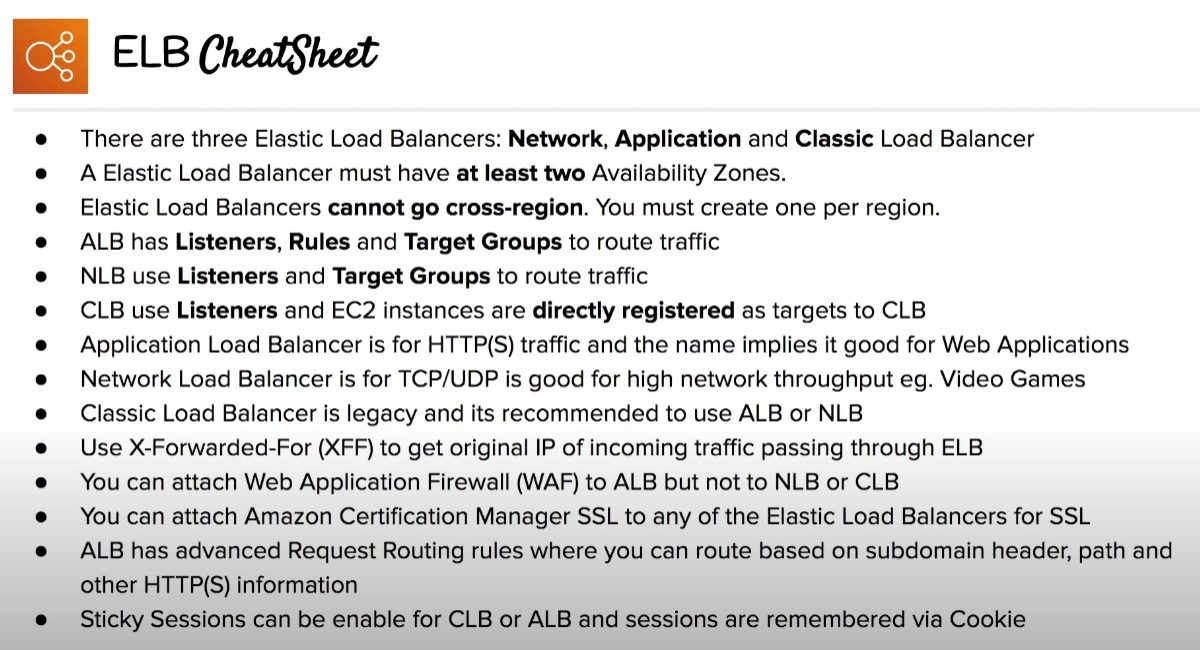 ELB CheatSheet
● There are three Elastic Load Balancers: Network, Application and Classic Load Balancer
● A Elastic Load Balancer must have at least two Availability Zones.
● Elastic Load Balancers cannot go cross-region. You must create one per region.
● ALB has Listeners, Rules and Target Groups to route traffic
● NLB use Listeners and Target Groups to route traffic
● CLB use Listeners and EC2 instances are directly registered as targets to CLB
● Application Load Balancer is for HTTP(S) traffic and the name implies it good for Web Applications
● Network Load Balancer is for TCP/UDP is good for high network throughput eg. Video Games
● Classic Load Balancer is legacy and its recommended to use ALB or NLB
● Use X-Forwarded-For (XFF) to get original IP of incoming traffic passing through ELB
● You can attach Web Application Firewall (WAF) to ALB but not to NLB or CLB
● You can attach Amazon Certification Manager SSL to any of the Elastic Load Balancers for SSL
● ALB has advanced Request Routing rules where you can route based on subdomain header, path and
other HTTP(S) information
● Sticky Sessions can be enable for CLB or ALB and sessions are remembered via Cookie